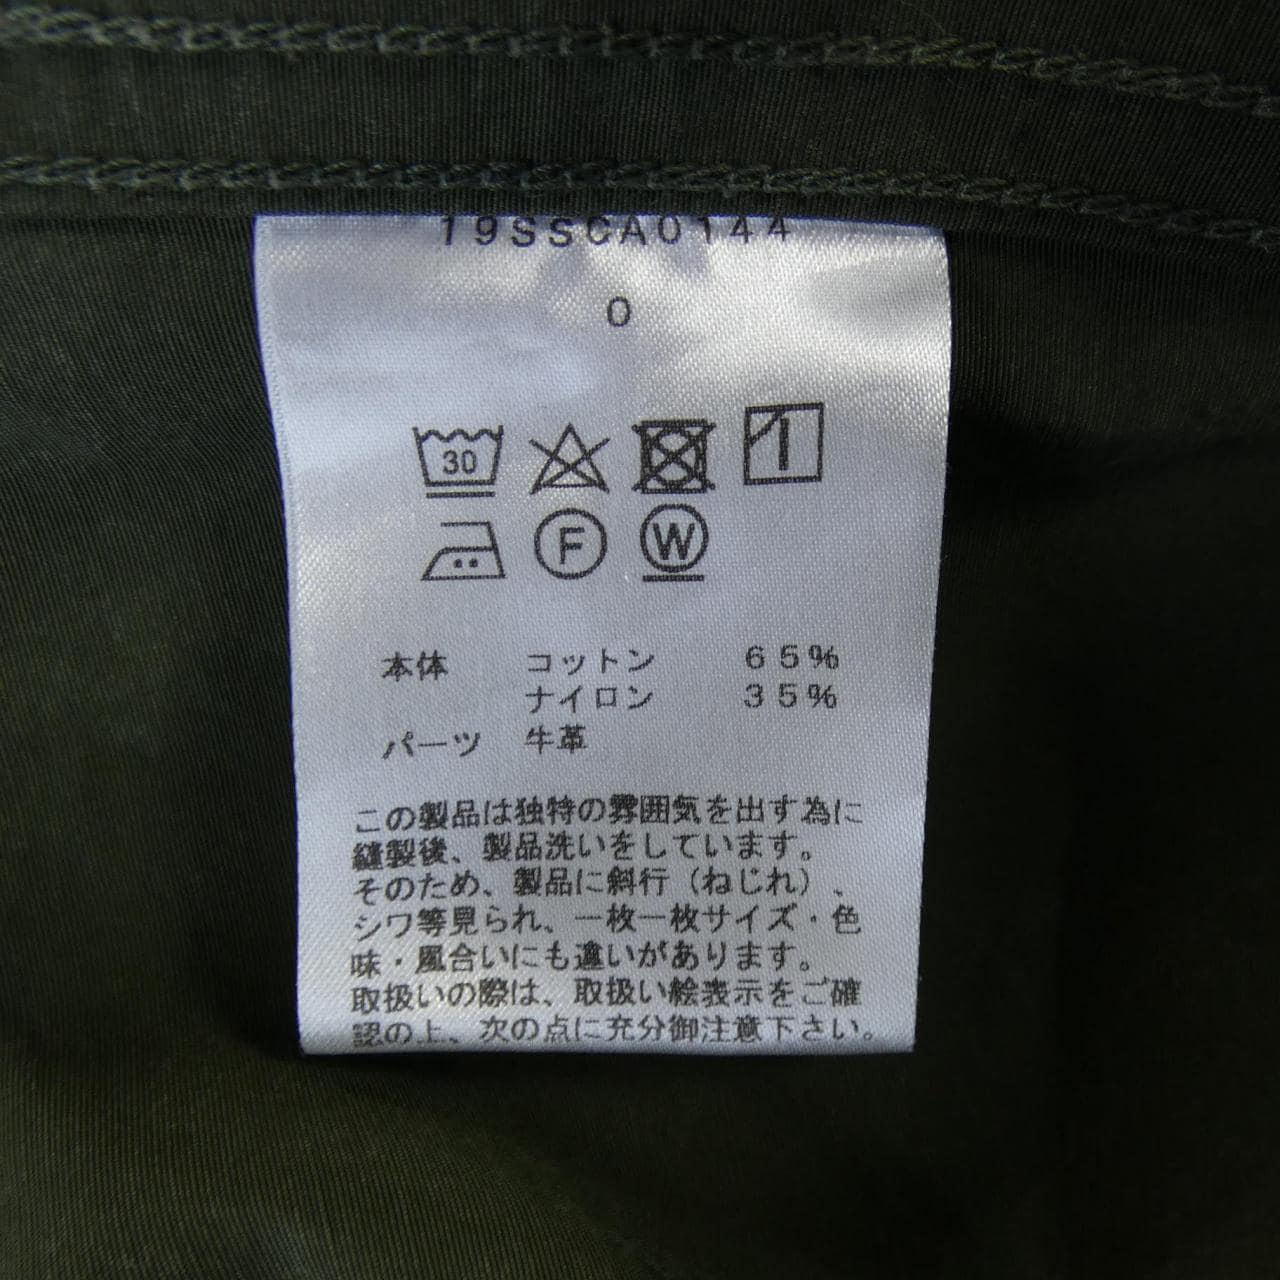 19SSCA0144
0
30
F W
本体 コットン 65%
ナイロン 35%
パーツ 牛革
この製品は独特の雰囲気を出す為に
縫製後、製品洗いをしています。
そのため、製品に斜行（ねじれ）、
シワ等見られ、一枚一枚サイズ・色
味・風合いにも違いがあります。
取扱いの際は、取扱い絵表示をご確
認の上、次の点に充分御注意下さい。